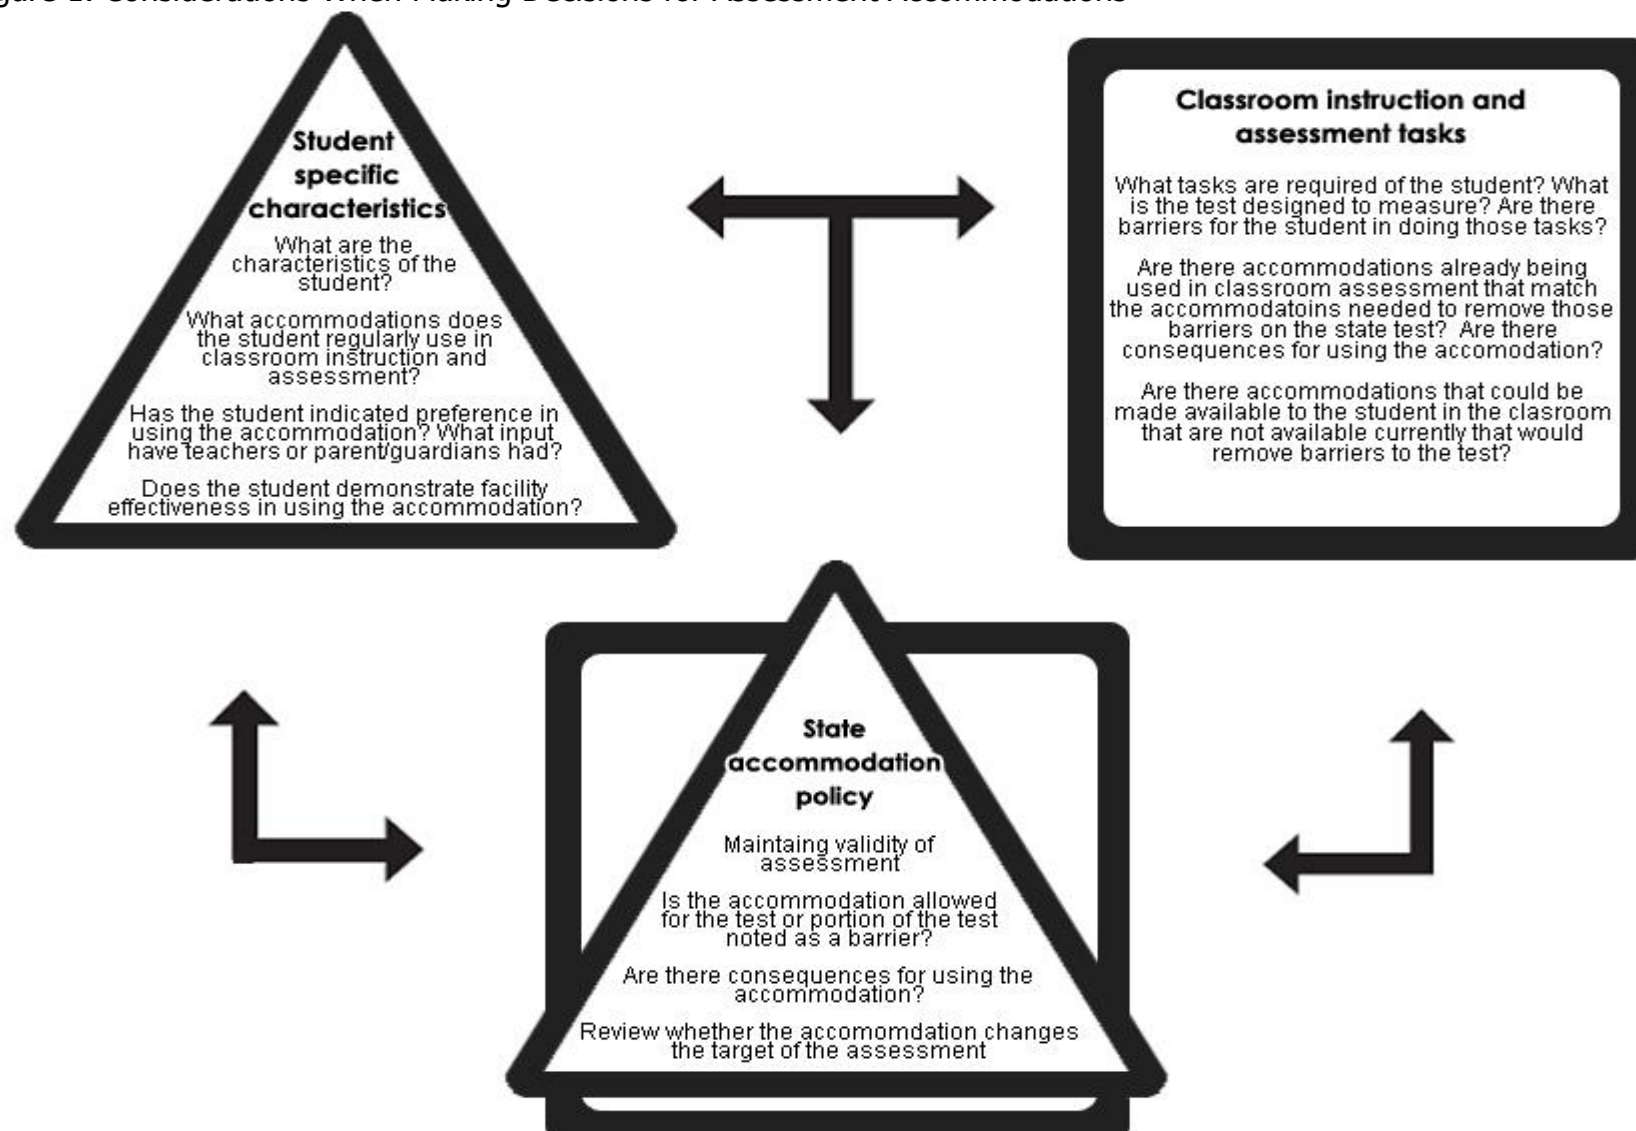 gure 1. Considerations When Making Decisions for Assessment Accommodations
Student
specific
characteristics
What are the
characteristics of the
student?
What accommodations does
the student regularly use in
classroom instruction and
assessment?
Has the student indicated preference in
using the accommodation? What input
have teachers or parent/guardians had?
Does the student demonstrate facility
effectiveness in using the accommodation?
Classroom instruction and
assessment tasks
What tasks are required of the student? What
is the test designed to measure? Are there
barriers for the student in doing those tasks?
Are there accommodations already being
used in classroom assessment that match
the accommodatoins needed to remove those
barriers on the state test? Are there
consequences for using the accomodation?
Are there accommodations that could be
made available to the student in the clasroom
that are not available currently that would
remove barriers to the test?
State
accommodation
policy
Maintaing validity of
assessment
Is the accommodation allowed
for the test or portion of the test
noted as a barrier?
Are there consequences for using the
accommodation?
Review whether the accomomdation changes
the target of the assessment